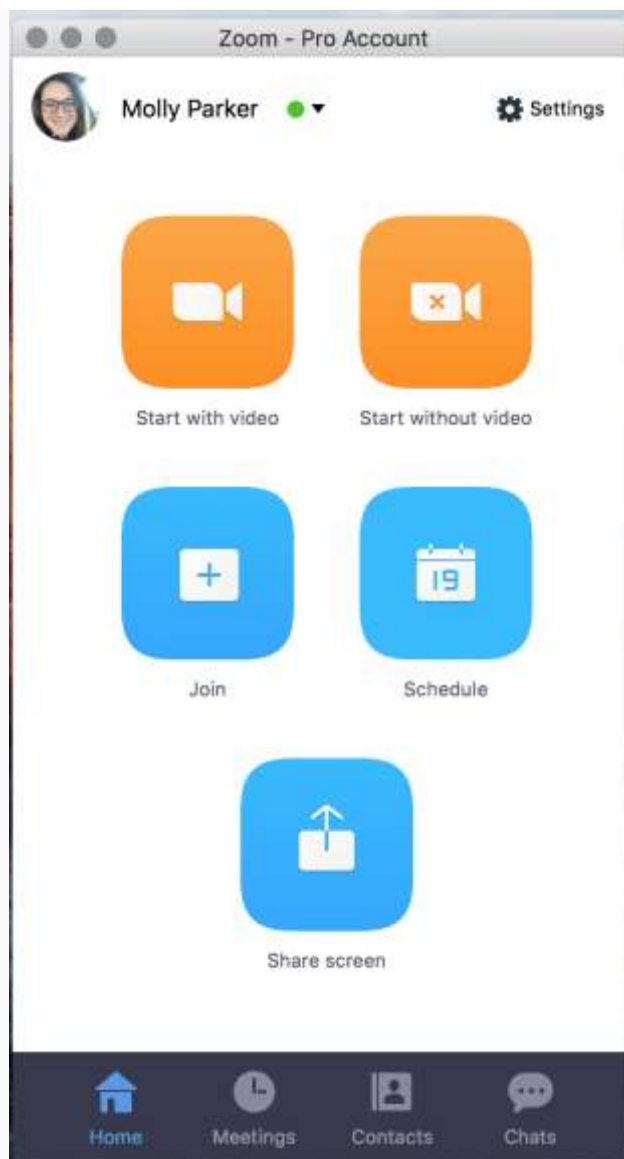 Zoom - Pro Account
Molly Parker
Settings
Start with video
Start without video
Join
19
Schedule
Share screen
Home
Meetings
Contacts
Chats